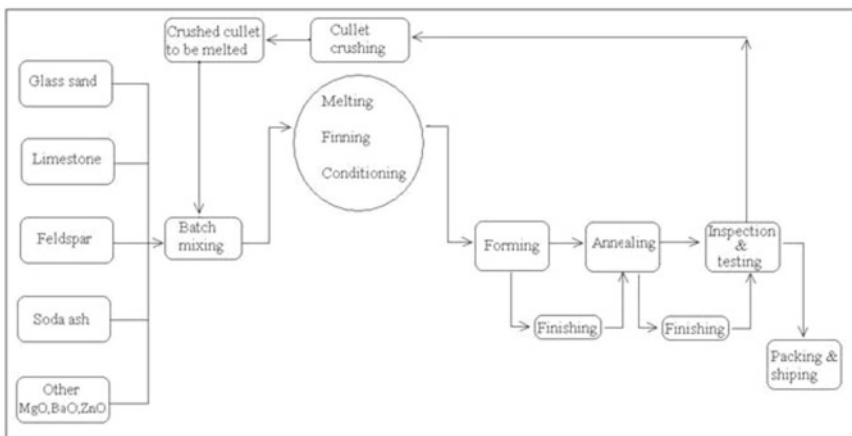 Crushed cullet
to be melted
Cullet
crushing
Glass sand
Limestone
Feldspar
Soda ash
Other
MgO,BaO,ZnO
Batch
mixing
Melting
Finning
Conditioning
Forming
Annealing
Inspection
&
testing
Finishing
Finishing
Packing &
shiping